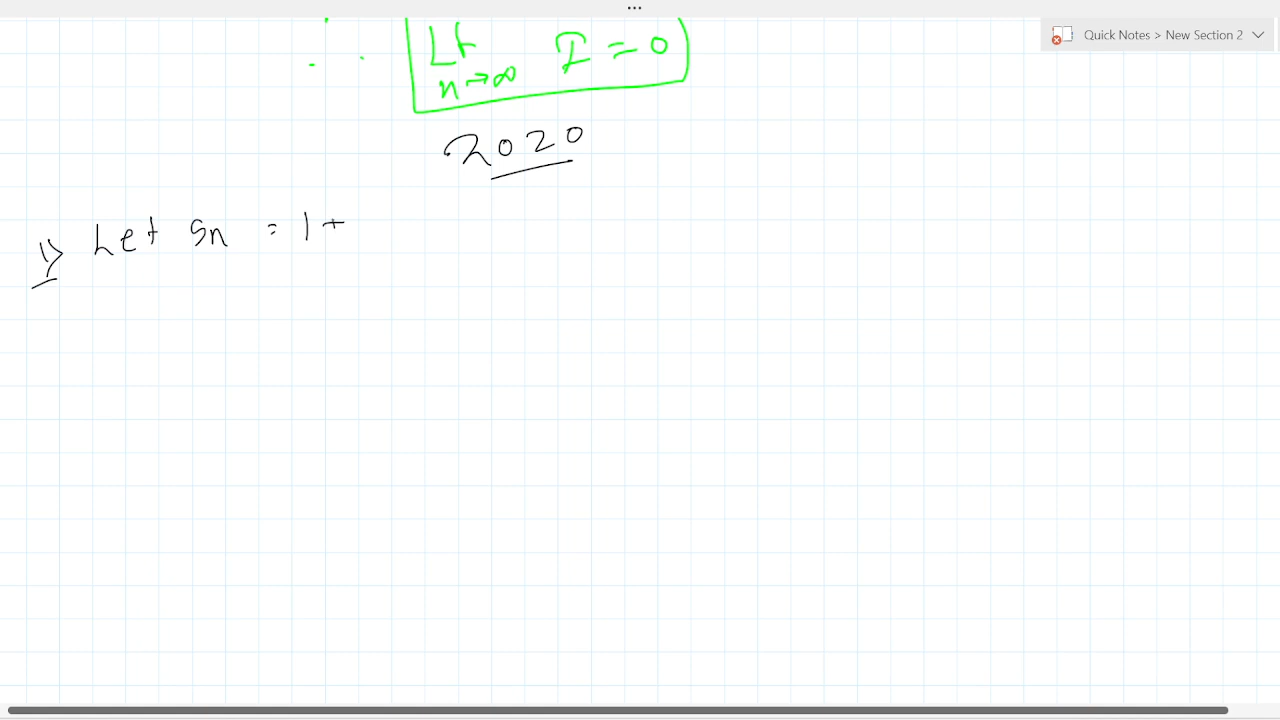 ...
Quick Notes > New Section 2
∴ Lt I = 0
n→∞
2020
1) Let Sn = 1 +